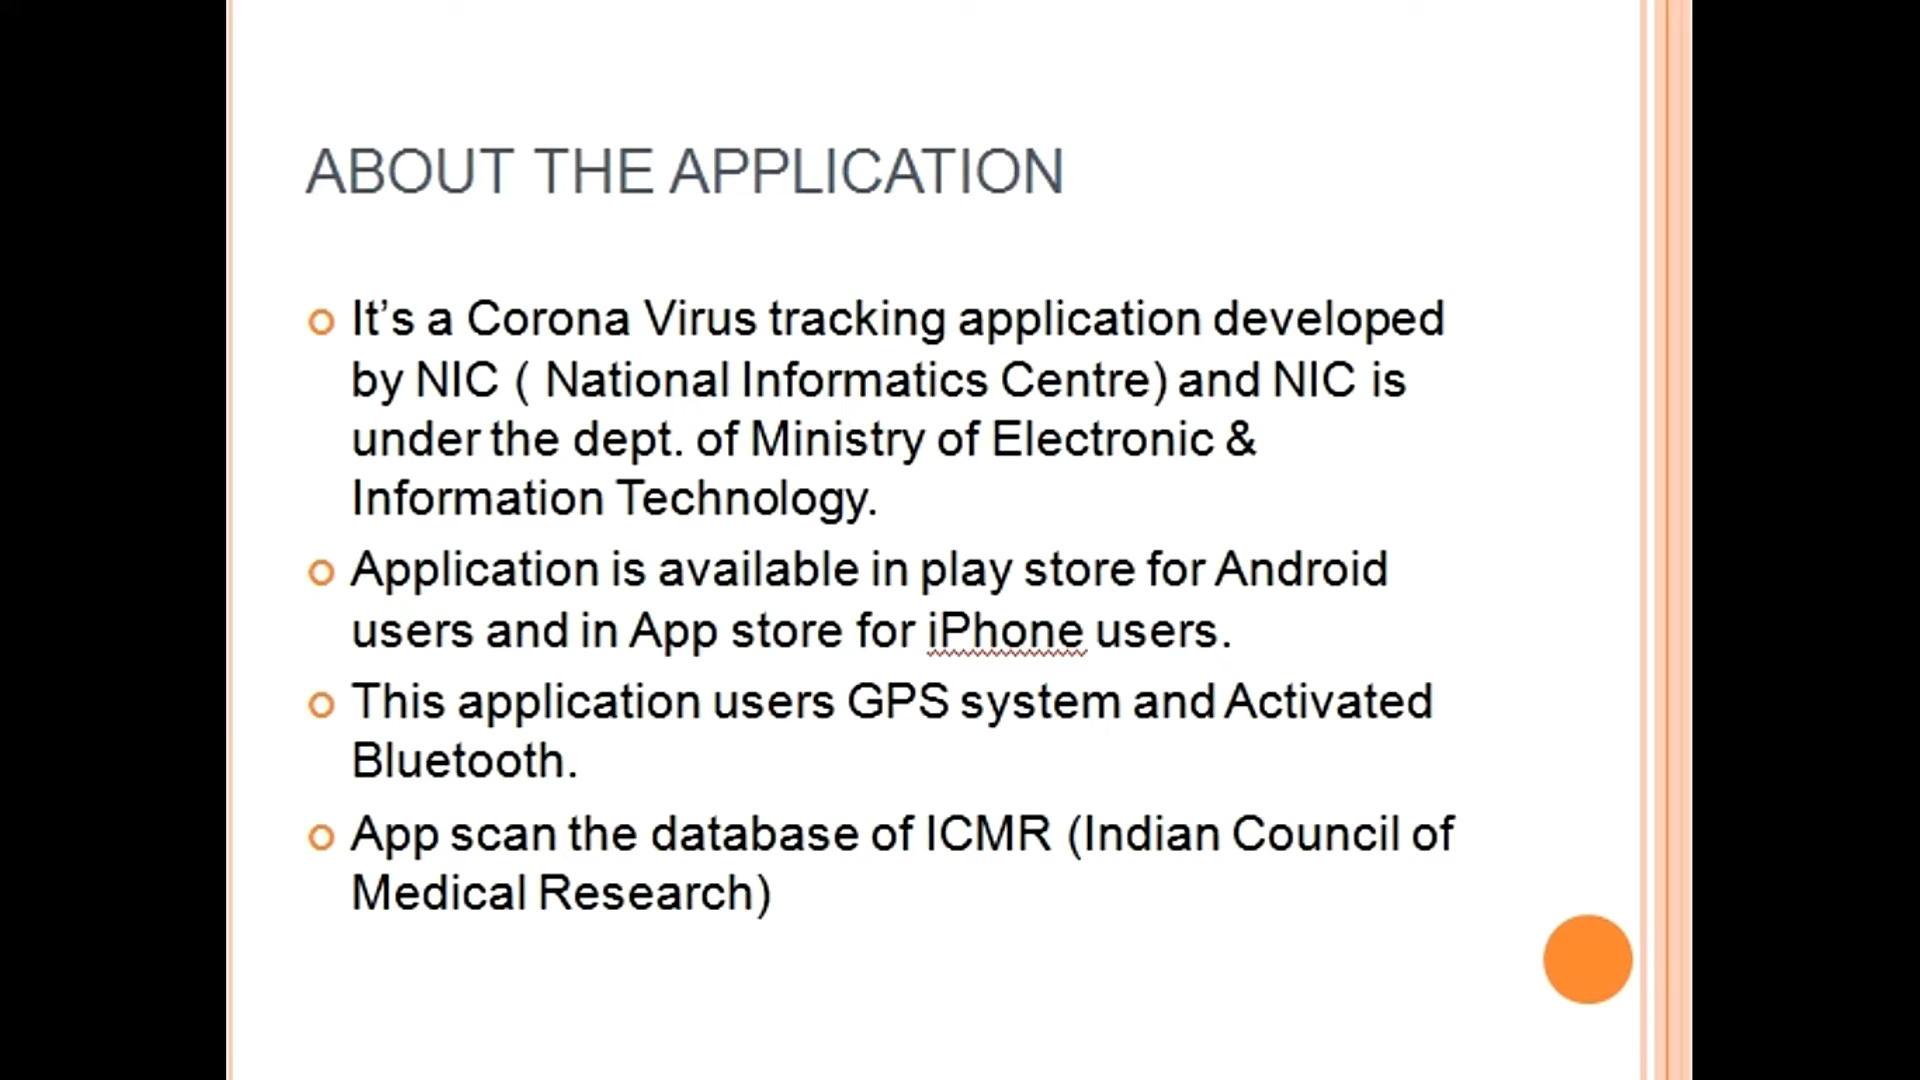 ABOUT THE APPLICATION
It's a Corona Virus tracking application developed
by NIC ( National Informatics Centre) and NIC is
under the dept. of Ministry of Electronic &
Information Technology.
Application is available in play store for Android
users and in App store for iPhone users.
This application users GPS system and Activated
Bluetooth.
App scan the database of ICMR (Indian Council of
Medical Research)